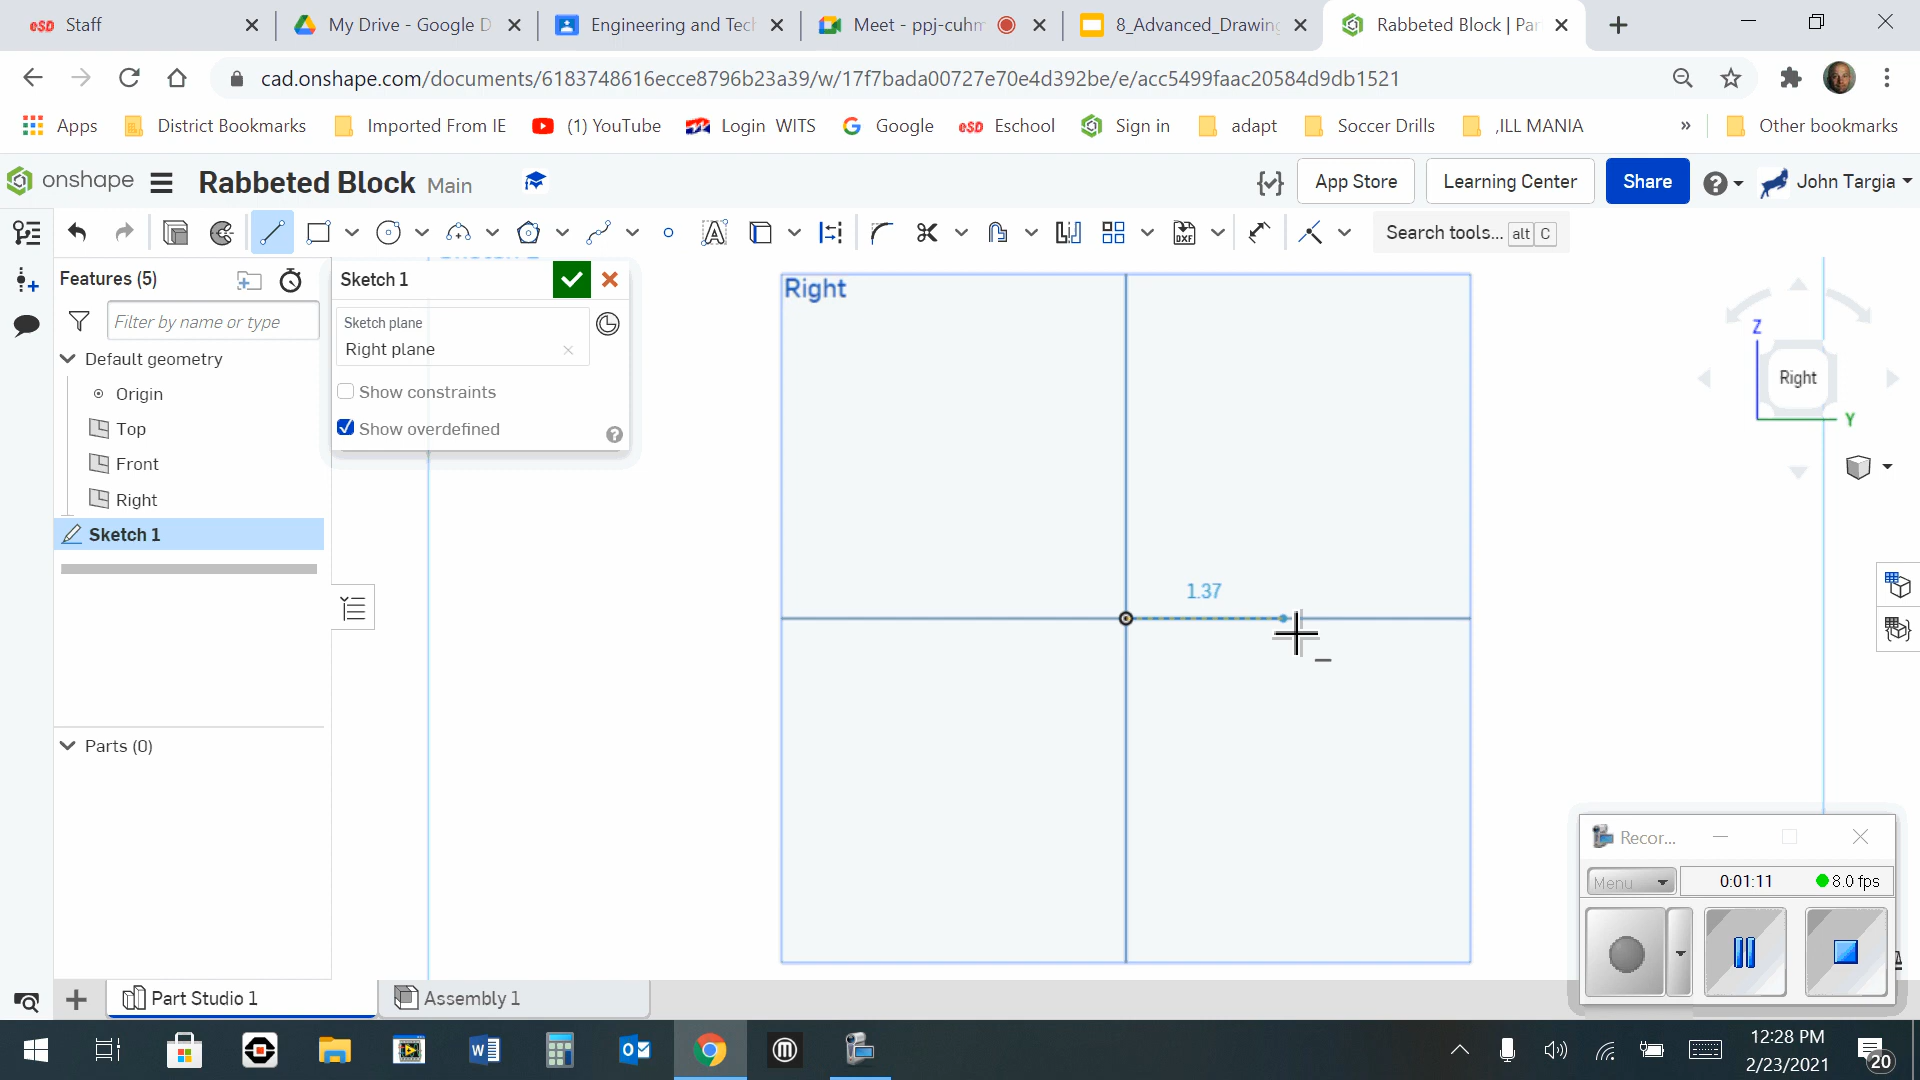 esd Staff
My Drive - Google D
Engineering and Tec
Meet - ppj-cuhm
8_Advanced_Drawing
Rabbeted Block | Par
cad.onshape.com/documents/6183748616ecce8796b23a39/w/17f7bada00727e70e4d392be/e/acc5499faac20584d9db1521
Apps
District Bookmarks
Imported From IE
(1) YouTube
Login WITS
Google
esd Eschool
Sign in
adapt
Soccer Drills
,ILL MANIA
»
Other bookmarks
onshape
Rabbeted Block Main
App Store
Learning Center
Share
John Targia
Search tools... alt C
Features (5)
Filter by name or type
Default geometry
Origin
Top
Front
Right
Sketch 1
Parts (0)
Sketch 1
Sketch plane
Right plane
Show constraints
Show overdefined
Right
1.37
Z
Right
Y
Recor...
Menu
0:01:11
8.0 fps
Part Studio 1
Assembly 1
12:28 PM
2/23/2021
20